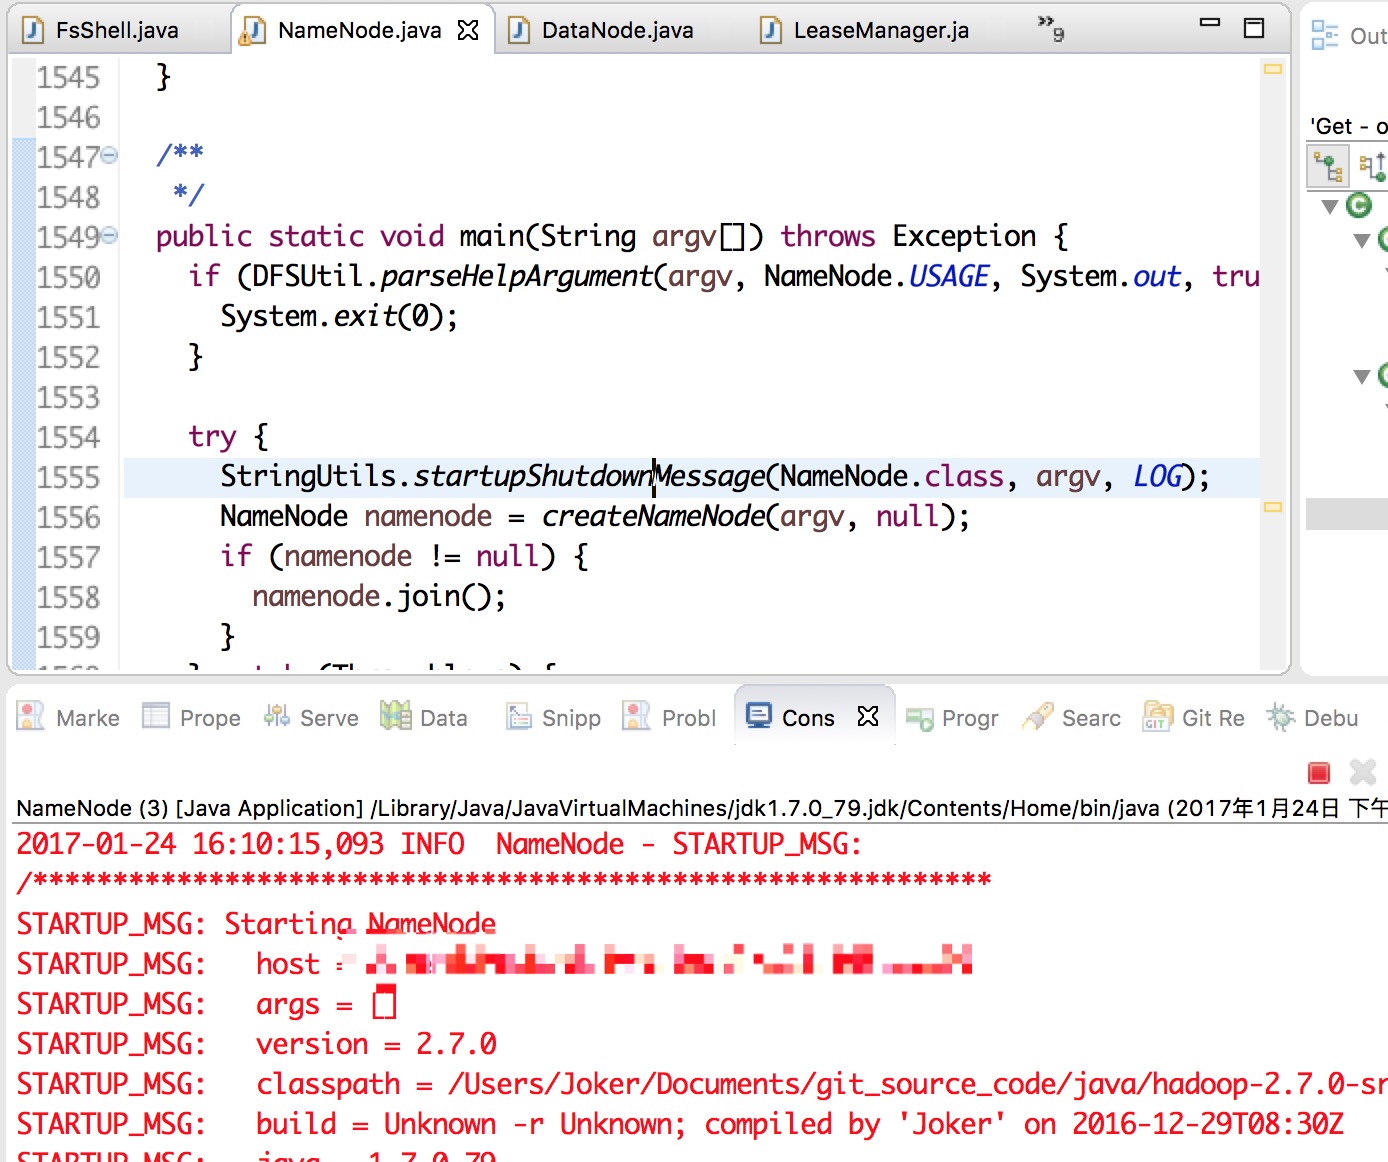 FsShell.java NameNode.java DataNode.java LeaseManager.ja »9 Out
1545 }
1546
1547 /**
1548 */
1549 public static void main(String argv[]) throws Exception {
1550 if (DFSUtil.parseHelpArgument(argv, NameNode.USAGE, System.out, tru
1551 System.exit(0);
1552 }
1553
1554 try {
1555 StringUtils.startupShutdownMessage(NameNode.class, argv, LOG);
1556 NameNode namenode = createNameNode(argv, null);
1557 if (namenode != null) {
1558 namenode.join();
1559 }
'Get - o
Marke Prope Serve Data Snipp Probl Cons Progr Searc Git Re Debu
NameNode (3) [Java Application] /Library/Java/JavaVirtualMachines/jdk1.7.0_79.jdk/Contents/Home/bin/java (2017年1月24日 下午
2017-01-24 16:10:15,093 INFO  NameNode - STARTUP_MSG:
/************************************************************
STARTUP_MSG: Starting NameNode
STARTUP_MSG:   host =
STARTUP_MSG:   args = []
STARTUP_MSG:   version = 2.7.0
STARTUP_MSG:   classpath = /Users/Joker/Documents/git_source_code/java/hadoop-2.7.0-sr
STARTUP_MSG:   build = Unknown -r Unknown; compiled by 'Joker' on 2016-12-29T08:30Z
STARTUP_MSG:   java = 1.7.0_79